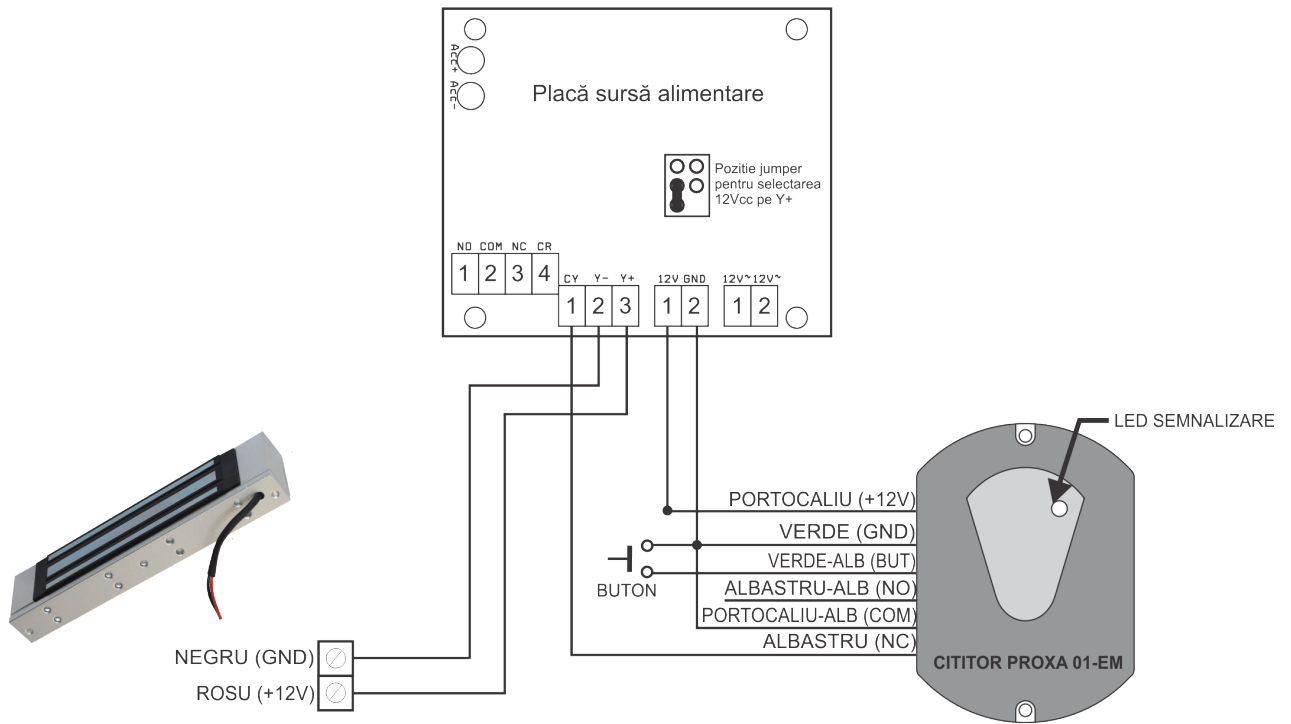 ACC+
ACC-
Placă sursă alimentare
Pozitie jumper
pentru selectarea
12Vcc pe Y+
NO COM NC CR
1 2 3 4
CY Y- Y+
1 2 3
12V GND
1 2
12V~ 12V~
1 2
LED SEMNALIZARE
PORTOCALIU (+12V)
VERDE (GND)
VERDE-ALB (BUT)
BUTON
ALBASTRU-ALB (NO)
PORTOCALIU-ALB (COM)
ALBASTRU (NC)
CITITOR PROXA 01-EM
NEGRU (GND)
ROSU (+12V)